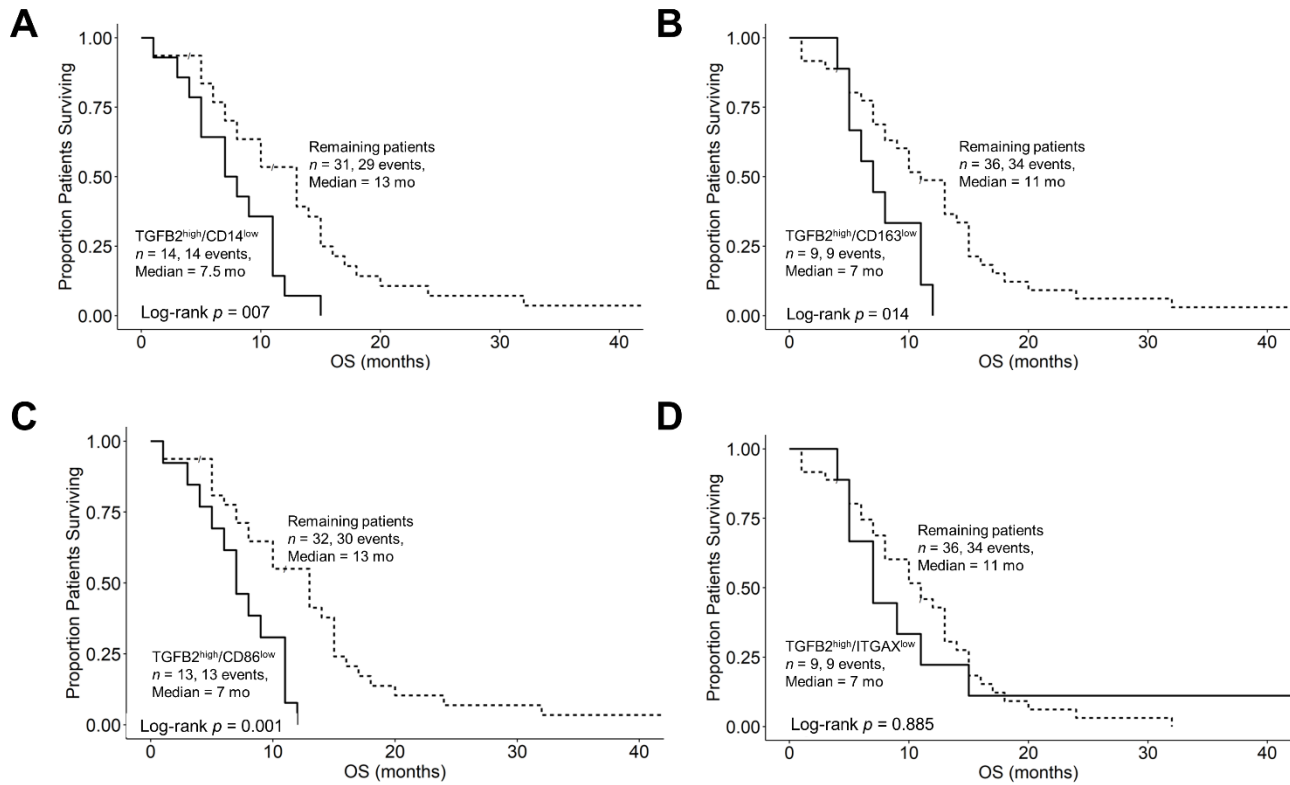 A
1.00
0.75
0.50
0.25
0.00
Proportion Patients Surviving
Remaining patients
n = 31, 29 events,
Median = 13 mo
TGFB2high/CD14low
n = 14, 14 events,
Median = 7.5 mo
Log-rank p = 007
0 10 20 30 40
OS (months)
B
1.00
0.75
0.50
0.25
0.00
Proportion Patients Surviving
Remaining patients
n = 36, 34 events,
Median = 11 mo
TGFB2high/CD163low
n = 9, 9 events,
Median = 7 mo
Log-rank p = 014
0 10 20 30 40
OS (months)
C
1.00
0.75
0.50
0.25
0.00
Proportion Patients Surviving
Remaining patients
n = 32, 30 events,
Median = 13 mo
TGFB2high/CD86low
n = 13, 13 events,
Median = 7 mo
Log-rank p = 0.001
0 10 20 30 40
OS (months)
D
1.00
0.75
0.50
0.25
0.00
Proportion Patients Surviving
Remaining patients
n = 36, 34 events,
Median = 11 mo
TGFB2high/ITGAXlow
n = 9, 9 events,
Median = 7 mo
Log-rank p = 0.885
0 10 20 30 40
OS (months)